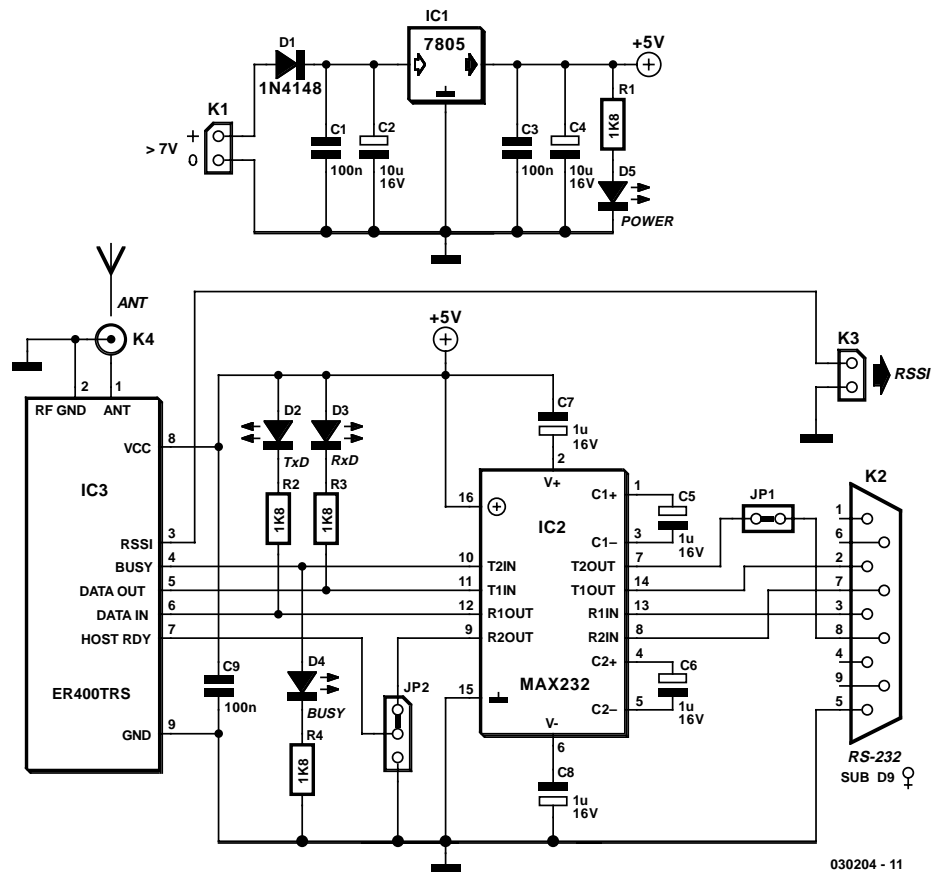 IC1
D1
7805
+5V
1N4148
R1
K1
1K8
+
> 7V
0
C1
100n
C2
10u
16V
C3
100n
C4
10u
16V
D5
POWER
ANT
K4
+5V
K3
RSSI
2
1
RF GND
ANT
VCC
8
IC3
RSSI
3
BUSY
4
DATA OUT
5
DATA IN
6
HOST RDY
7
ER400TRS
GND
9
D2
TxD
D3
RxD
R2
1K8
R3
1K8
C9
100n
D4
BUSY
R4
1K8
JP2
C7
1u
16V
2
V+
16
IC2
10
T2IN
11
T1IN
12
R1OUT
9
R2OUT
15
MAX232
V-
6
C1+
1
C1–
3
T2OUT
7
T1OUT
14
R1IN
13
R2IN
8
C2+
4
C2–
5
C5
1u
16V
C6
1u
16V
C8
1u
16V
JP1
K2
1
6
2
7
3
8
4
9
5
RS-232
SUB D9 ♀
030204 - 11